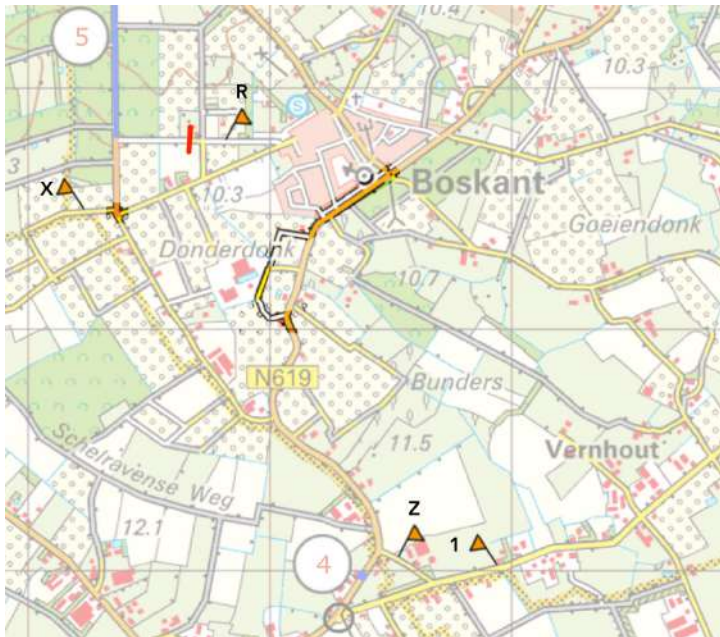 5
10.4
10.3
R
S
3
X
10.3
Boskant
Goeiendonk
Donderdonk
10.7
N619
Bunders
11.5
Vernhout
Schelravense Weg
12.1
Z
1
4